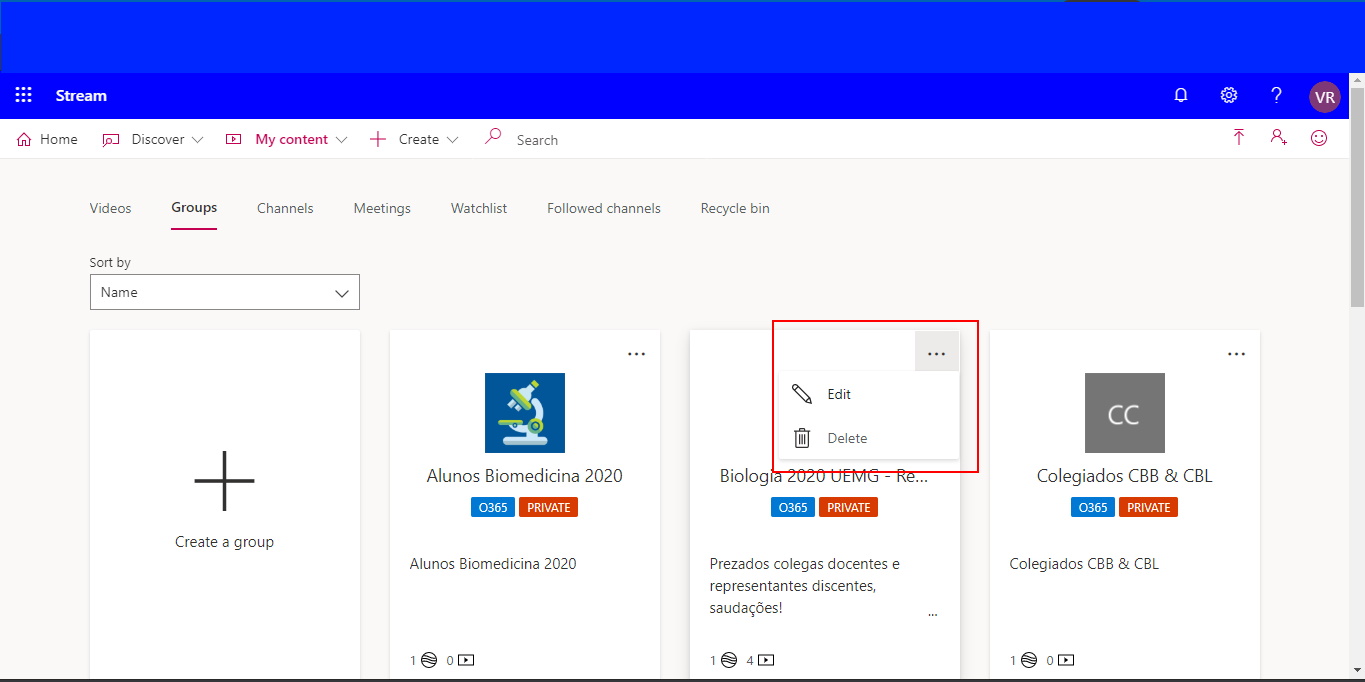 Stream
?
VR
Home
Discover
My content
Create
Search
Videos
Groups
Channels
Meetings
Watchlist
Followed channels
Recycle bin
Sort by
Name
Create a group
...
Alunos Biomedicina 2020
O365 PRIVATE
Alunos Biomedicina 2020
1 0
...
Edit
Delete
Biologia 2020 UEMG - Re...
O365 PRIVATE
Prezados colegas docentes e
representantes discentes,
saudações!
...
1 4
...
CC
Colegiados CBB & CBL
O365 PRIVATE
Colegiados CBB & CBL
1 0